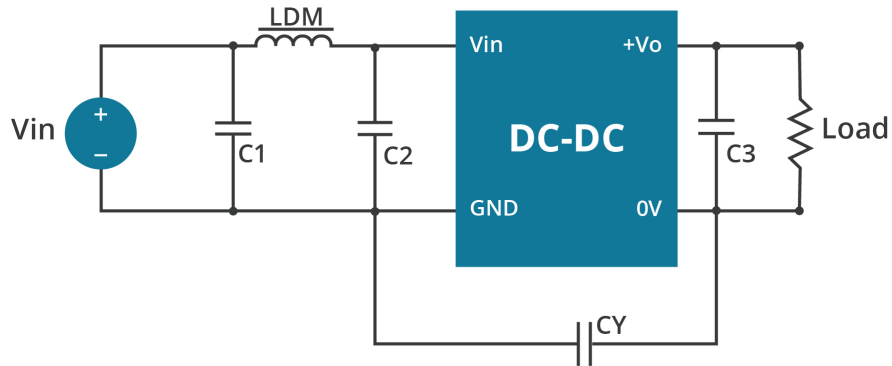 LDM
Vin
+
−
C1
C2
Vin
+Vo
DC-DC
GND
0V
C3
Load
CY